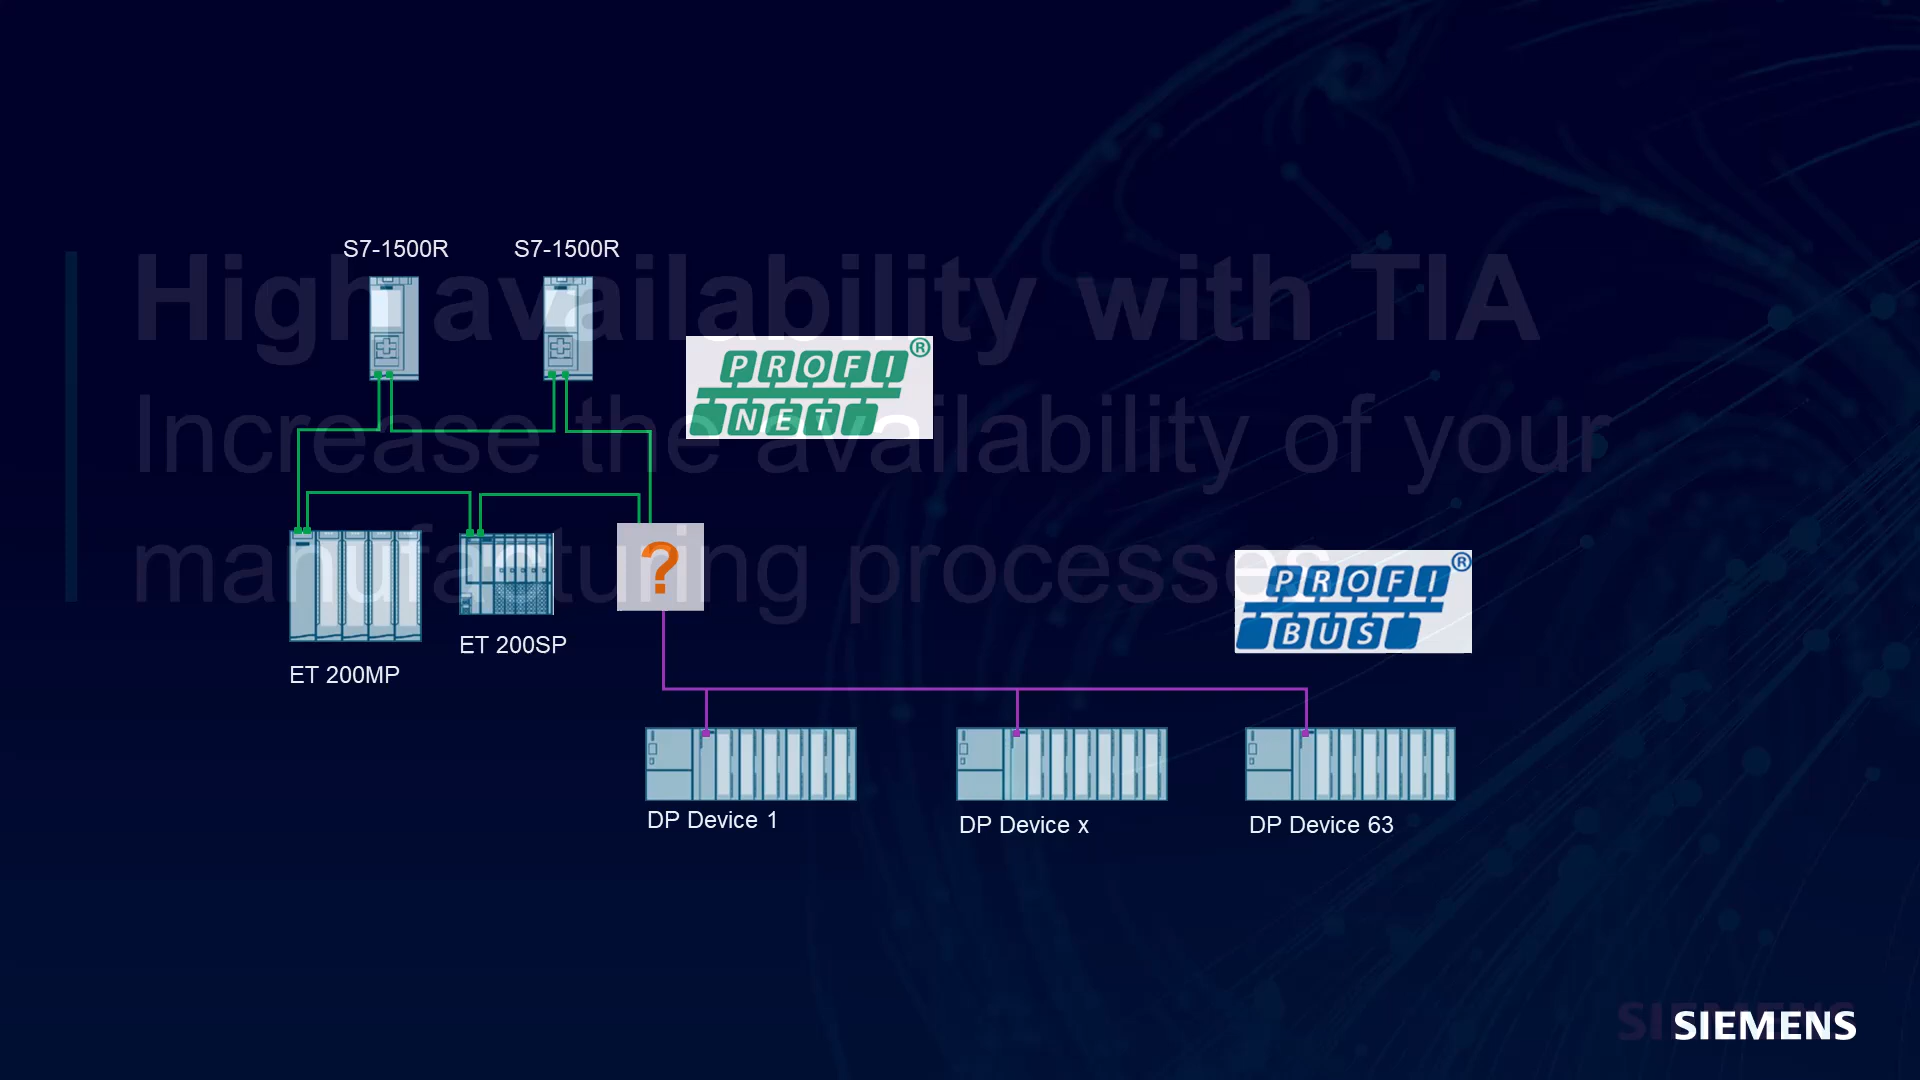 S7-1500R
S7-1500R
High availability with TIA
PROFI®
NET
Increase the availability of your
manufacturing processes
?
PROFI®
BUS
ET 200SP
ET 200MP
DP Device 1
DP Device x
DP Device 63
SIEMENS